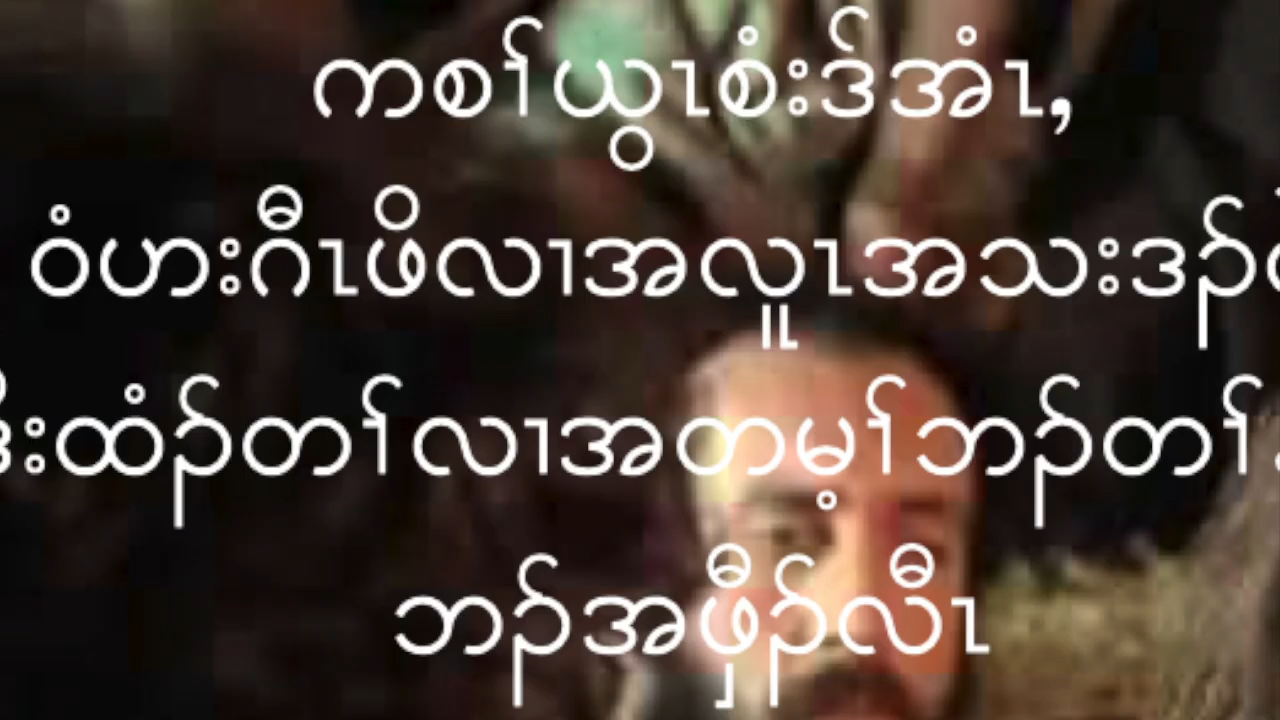 ကစၢ်ယွၤစံးဒ်အံၤ,
ဝံဟးဂီၤဖိလၢအလူၤအသးဒၣ်
ထံၣ်တၢ်လၢအတမ့ၢ်ဘၣ်တၢ်
ဘၣ်အဖှီၣ်လီၤ